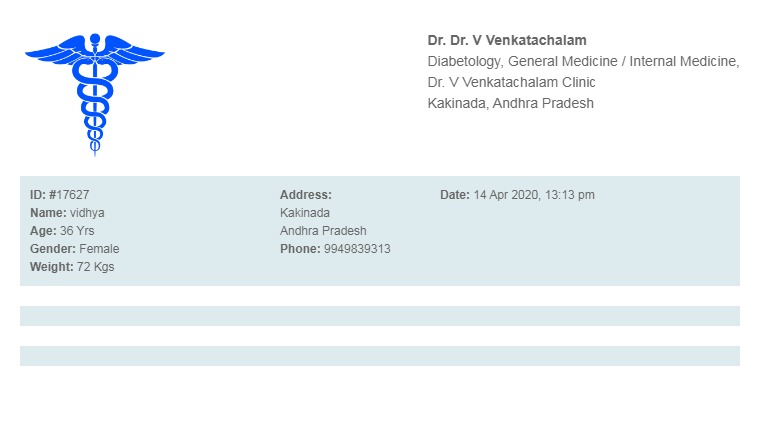 Dr. Dr. V Venkatachalam
Diabetology, General Medicine / Internal Medicine,
Dr. V Venkatachalam Clinic
Kakinada, Andhra Pradesh
ID: #17627
Name: vidhya
Age: 36 Yrs
Gender: Female
Weight: 72 Kgs
Address:
Kakinada
Andhra Pradesh
Phone: 9949839313
Date: 14 Apr 2020, 13:13 pm